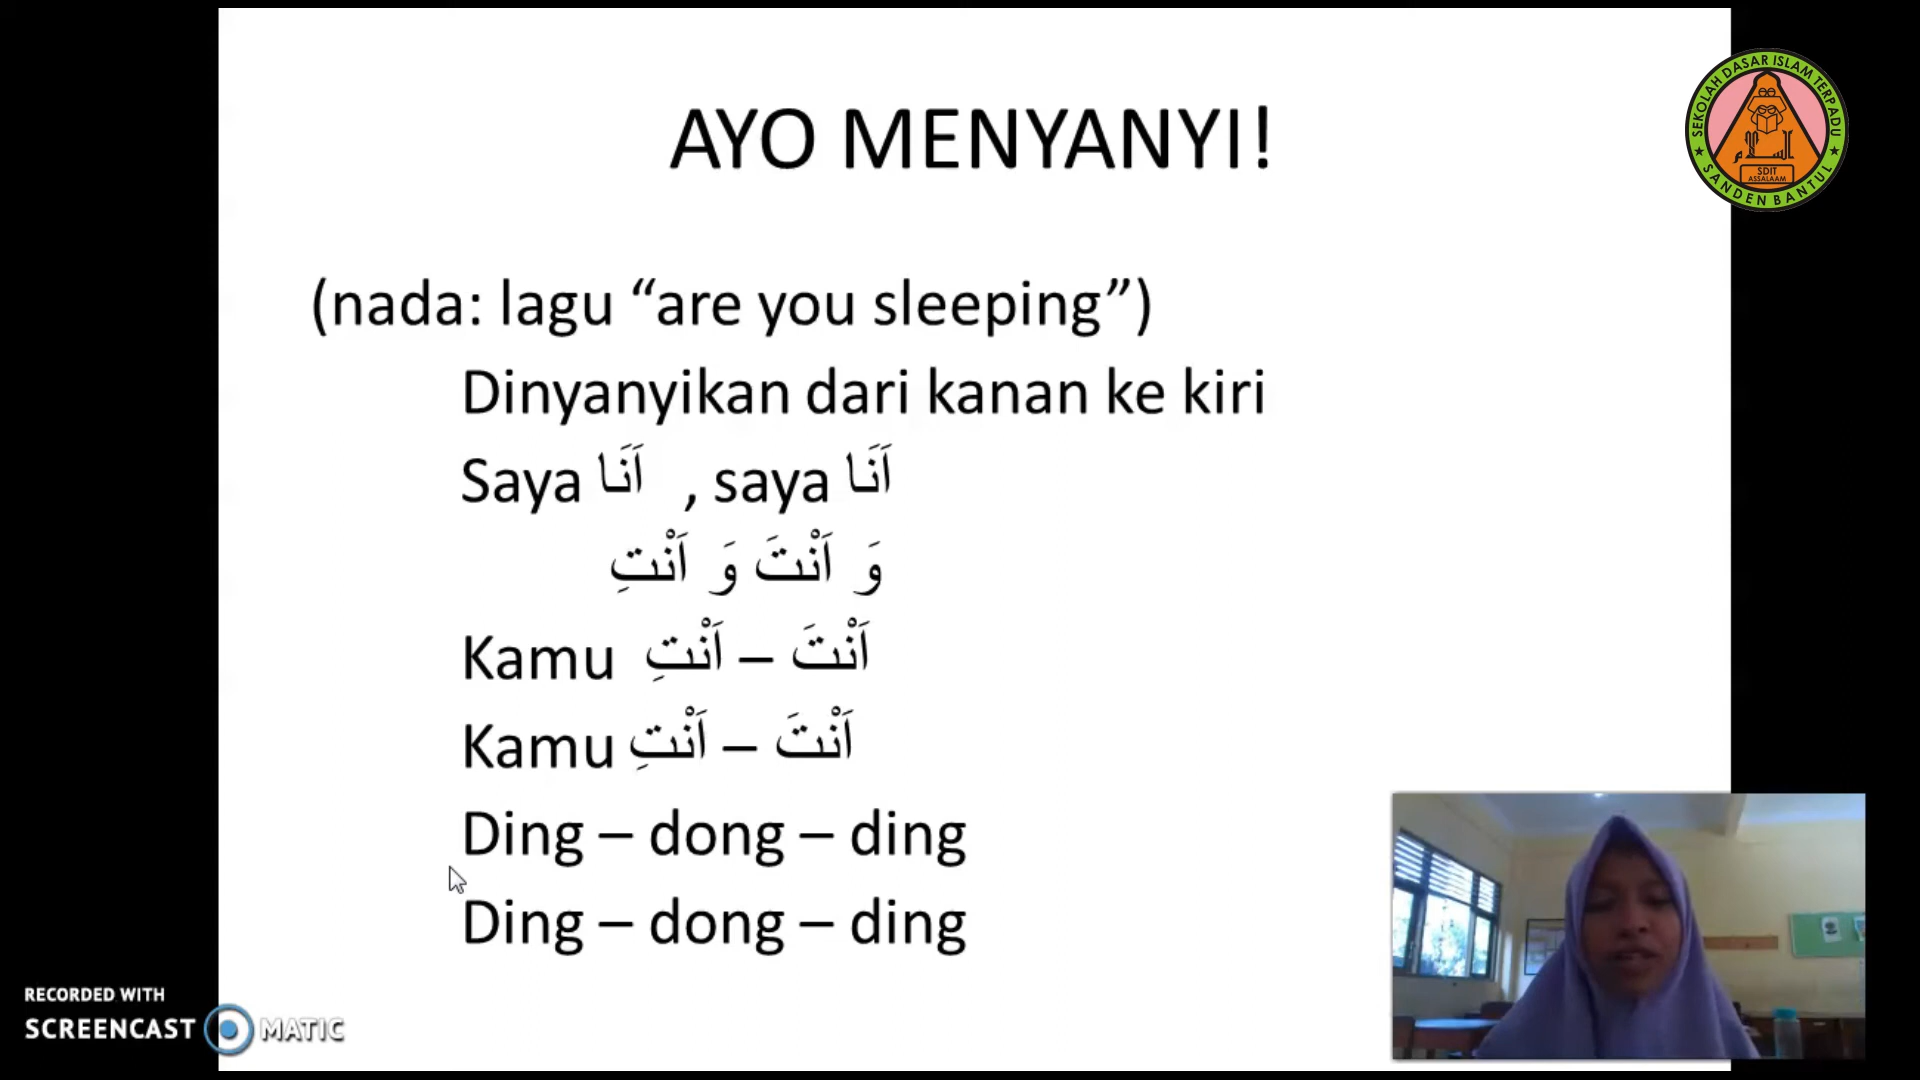 AYO MENYANYI!
(nada: lagu “are you sleeping”)
Dinyanyikan dari kanan ke kiri
Saya اَنَا , saya اَنَا
وَ اَنْتَ وَ اَنْتِ
Kamu اَنْتَ – اَنْتِ
Kamu اَنْتَ – اَنْتِ
Ding – dong – ding
Ding – dong – ding
SEKOLAH DASAR ISLAM TERPADU
السلام
SDIT
ASSALAAM
SANDEN BANTUL
RECORDED WITH
SCREENCAST MATIC